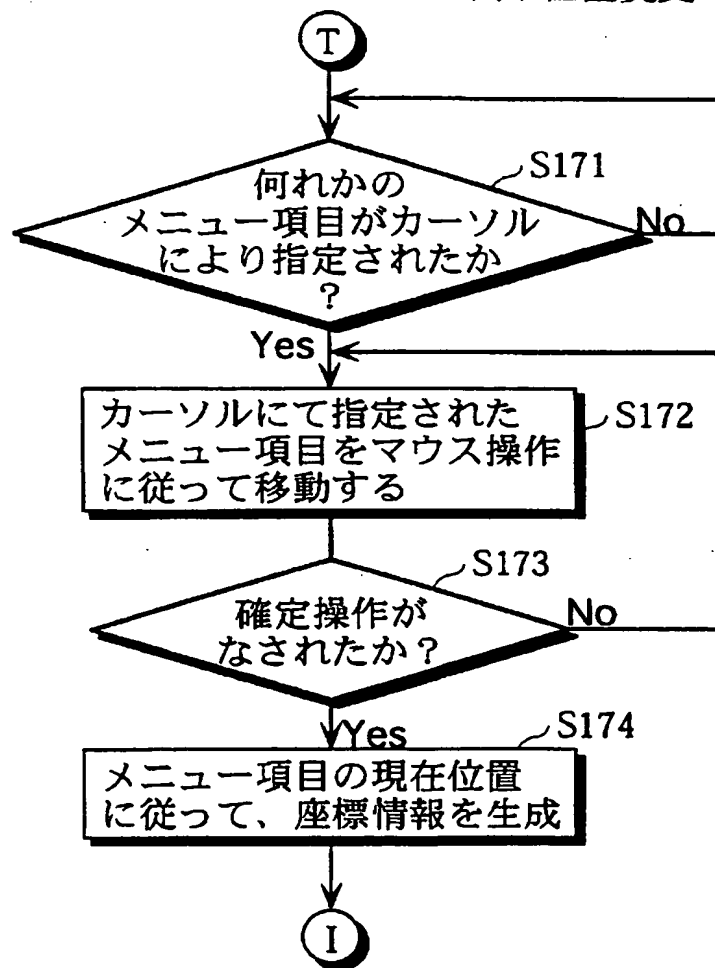 T
S171
何れかの
メニュー項目がカーソル
により指定されたか
?
No
Yes
カーソルにて指定された
メニュー項目をマウス操作
に従って移動する
S172
S173
確定操作が
なされたか?
No
Yes
S174
メニュー項目の現在位置
に従って、座標情報を生成
I